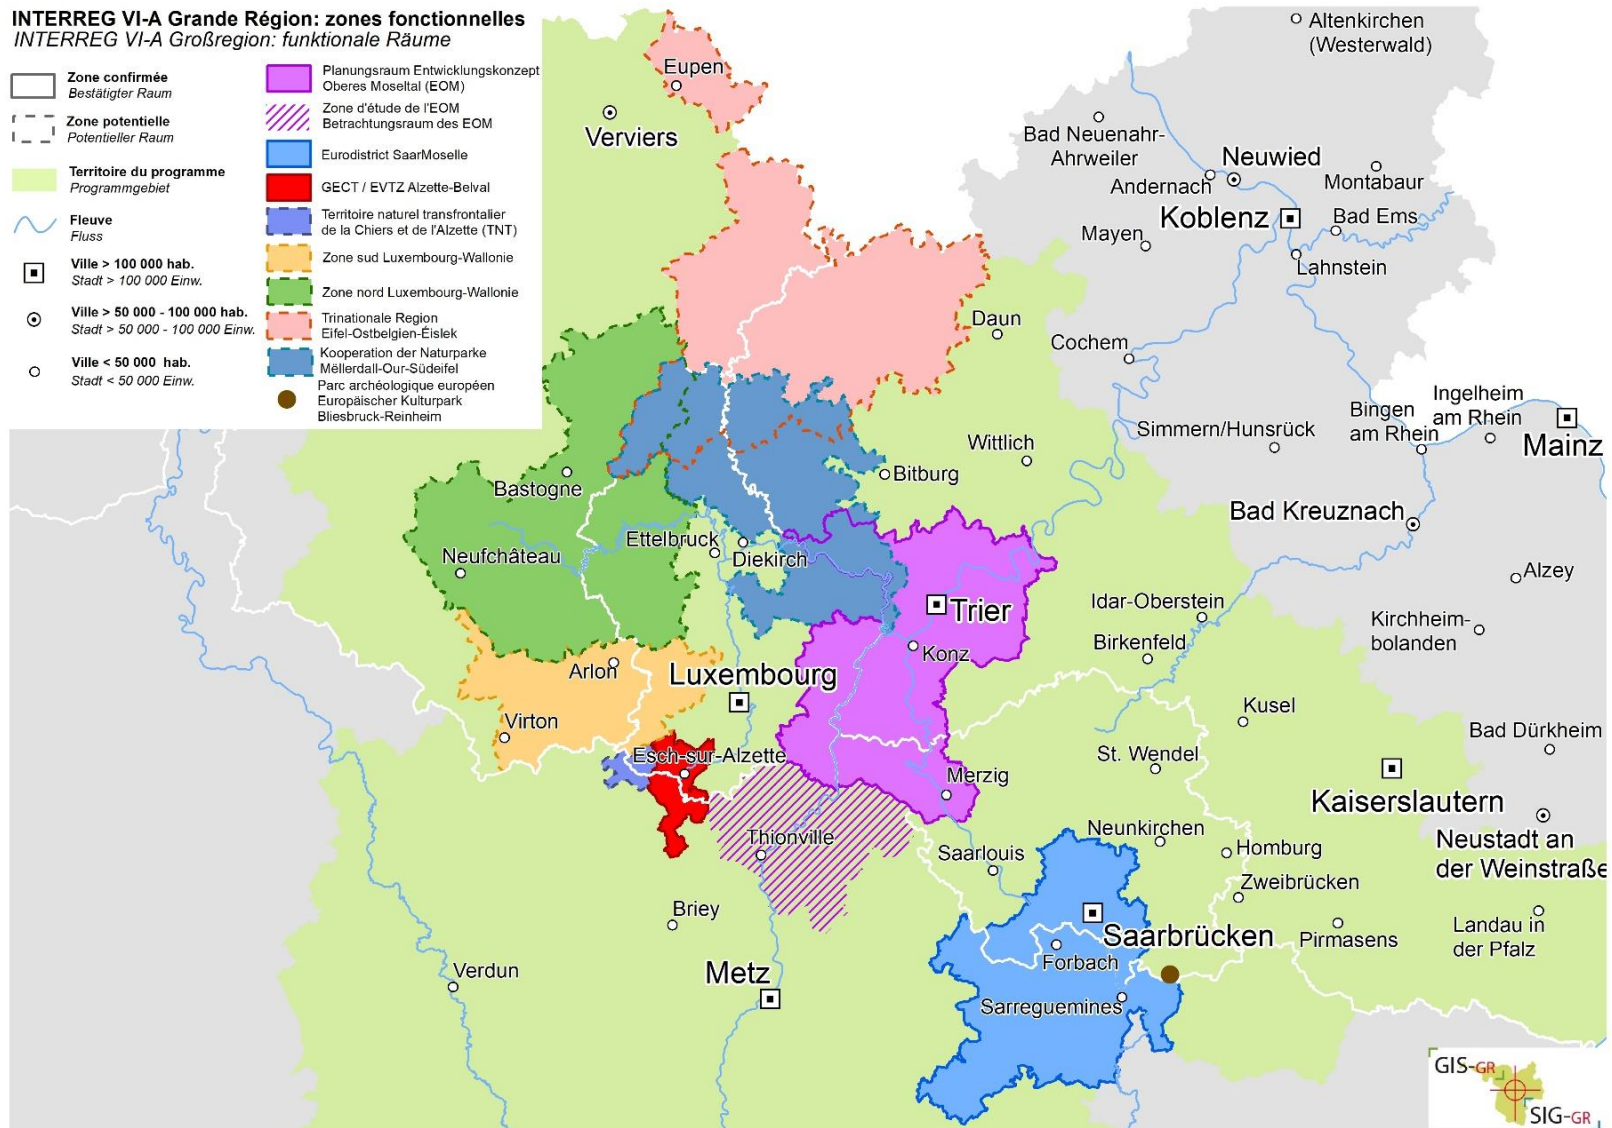 INTERREG VI-A Grande Région: zones fonctionnelles
INTERREG VI-A Großregion: funktionale Räume
Zone confirmée
Bestätigter Raum
Zone potentielle
Potentieller Raum
Territoire du programme
Programmgebiet
Fleuve
Fluss
Ville > 100 000 hab.
Stadt > 100 000 Einw.
Ville > 50 000 - 100 000 hab.
Stadt > 50 000 - 100 000 Einw.
Ville < 50 000 hab.
Stadt < 50 000 Einw.
Planungsraum Entwicklungskonzept
Oberes Moseltal (EOM)
Zone d'étude de l'EOM
Betrachtungsraum des EOM
Eurodistrict SaarMoselle
GECT / EVTZ Alzette-Belval
Territoire naturel transfrontalier
de la Chiers et de l'Alzette (TNT)
Zone sud Luxembourg-Wallonie
Zone nord Luxembourg-Wallonie
Trinationale Region
Eifel-Ostbelgien-Éislek
Kooperation der Naturparke
Mëllerdall-Our-Südeifel
Parc archéologique européen
Europäischer Kulturpark
Bliesbruck-Reinheim
Altenkirchen
(Westerwald)
Eupen
Verviers
Bad Neuenahr-
Ahrweiler
Neuwied
Andernach
Montabaur
Koblenz
Bad Ems
Mayen
Lahnstein
Daun
Cochem
Ingelheim
am Rhein
Bingen
am Rhein
Simmern/Hunsrück
Mainz
Wittlich
Bitburg
Bastogne
Bad Kreuznach
Ettelbruck
Diekirch
Neufchâteau
Alzey
Trier
Idar-Oberstein
Kirchheim-
bolanden
Birkenfeld
Konz
Arlon
Luxembourg
Virton
Kusel
Bad Dürkheim
Esch-sur-Alzette
St. Wendel
Merzig
Kaiserslautern
Thionville
Neunkirchen
Neustadt an
der Weinstraße
Saarlouis
Homburg
Zweibrücken
Briey
Saarbrücken
Pirmasens
Landau in
der Pfalz
Forbach
Verdun
Metz
Sarreguemines
GIS-GR
SIG-GR